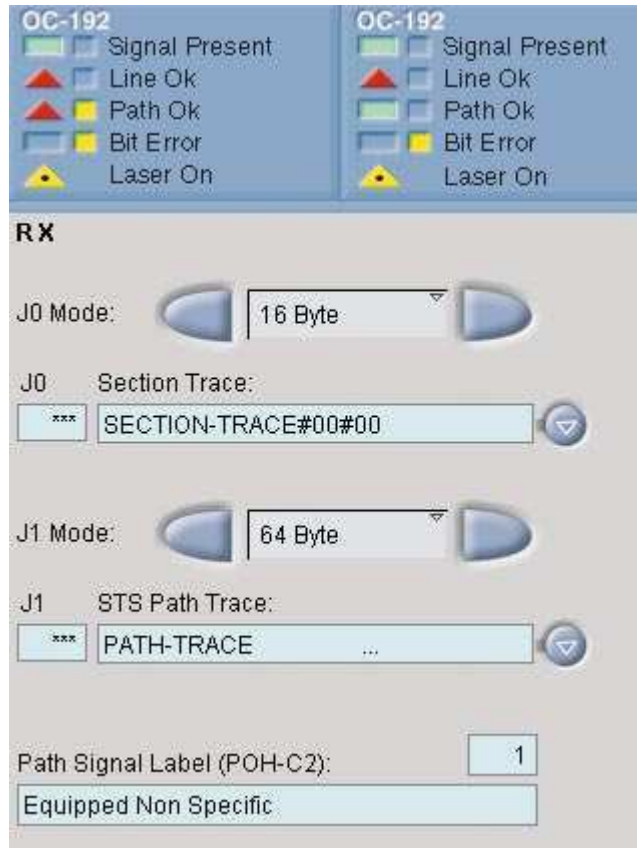 OC-192
Signal Present
Line Ok
Path Ok
Bit Error
Laser On
OC-192
Signal Present
Line Ok
Path Ok
Bit Error
Laser On
RX
J0 Mode:
16 Byte
J0 Section Trace:
*** SECTION-TRACE#00#00
J1 Mode:
64 Byte
J1 STS Path Trace:
*** PATH-TRACE ...
Path Signal Label (POH-C2): 1
Equipped Non Specific